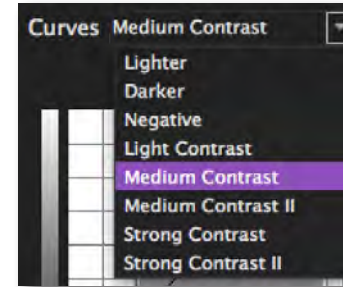 Curves Medium Contrast
Lighter
Darker
Negative
Light Contrast
Medium Contrast
Medium Contrast II
Strong Contrast
Strong Contrast II